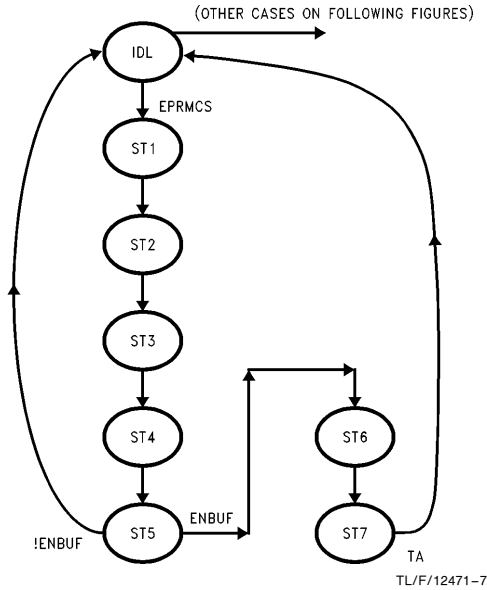 (OTHER CASES ON FOLLOWING FIGURES)
IDL
EPRMCS
ST1
ST2
ST3
ST4
ST6
ENBUF
ST5
ST7
!ENBUF
TA
TL/F/12471-7